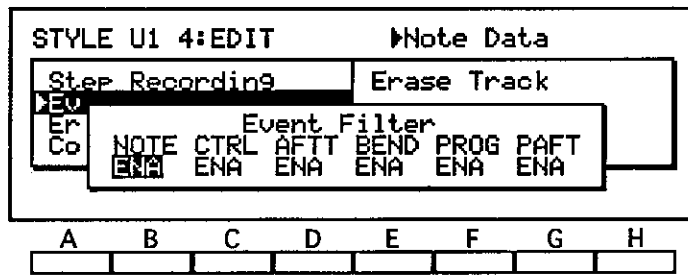 STYLE U1 4:EDIT ▶Note Data
Step Recording Erase Track
▶Ev
Er
Co
Event Filter
NOTE CTRL AFTT BEND PROG PAFT
ENA ENA ENA ENA ENA ENA
A B C D E F G H